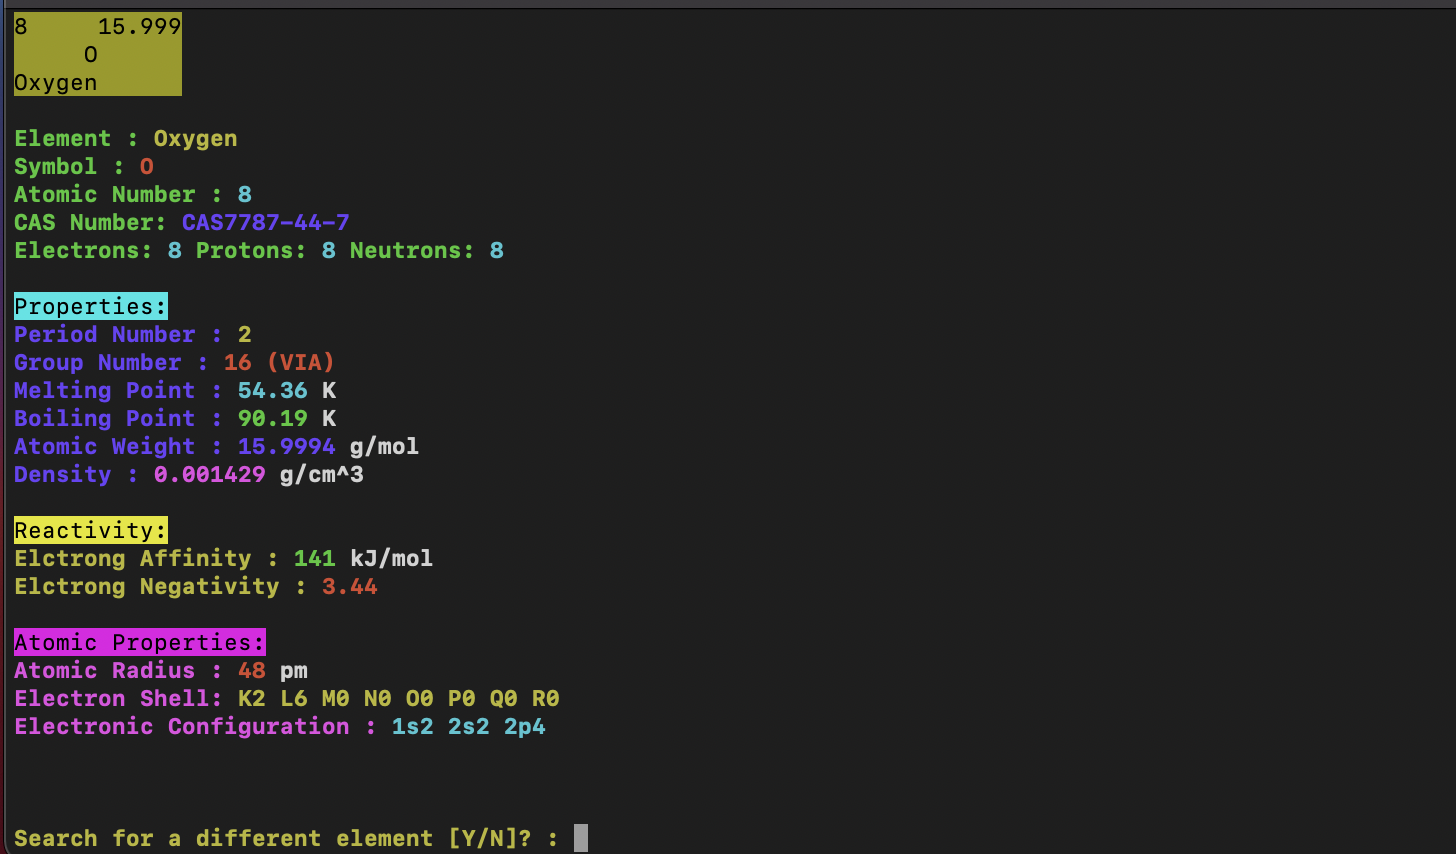 8 15.999
O
Oxygen
Element : Oxygen
Symbol : O
Atomic Number : 8
CAS Number: CAS7787-44-7
Electrons: 8 Protons: 8 Neutrons: 8
Properties:
Period Number : 2
Group Number : 16 (VIA)
Melting Point : 54.36 K
Boiling Point : 90.19 K
Atomic Weight : 15.9994 g/mol
Density : 0.001429 g/cm^3
Reactivity:
Elctrong Affinity : 141 kJ/mol
Elctrong Negativity : 3.44
Atomic Properties:
Atomic Radius : 48 pm
Electron Shell: K2 L6 M0 N0 O0 P0 Q0 R0
Electronic Configuration : 1s2 2s2 2p4
Search for a different element [Y/N]? :